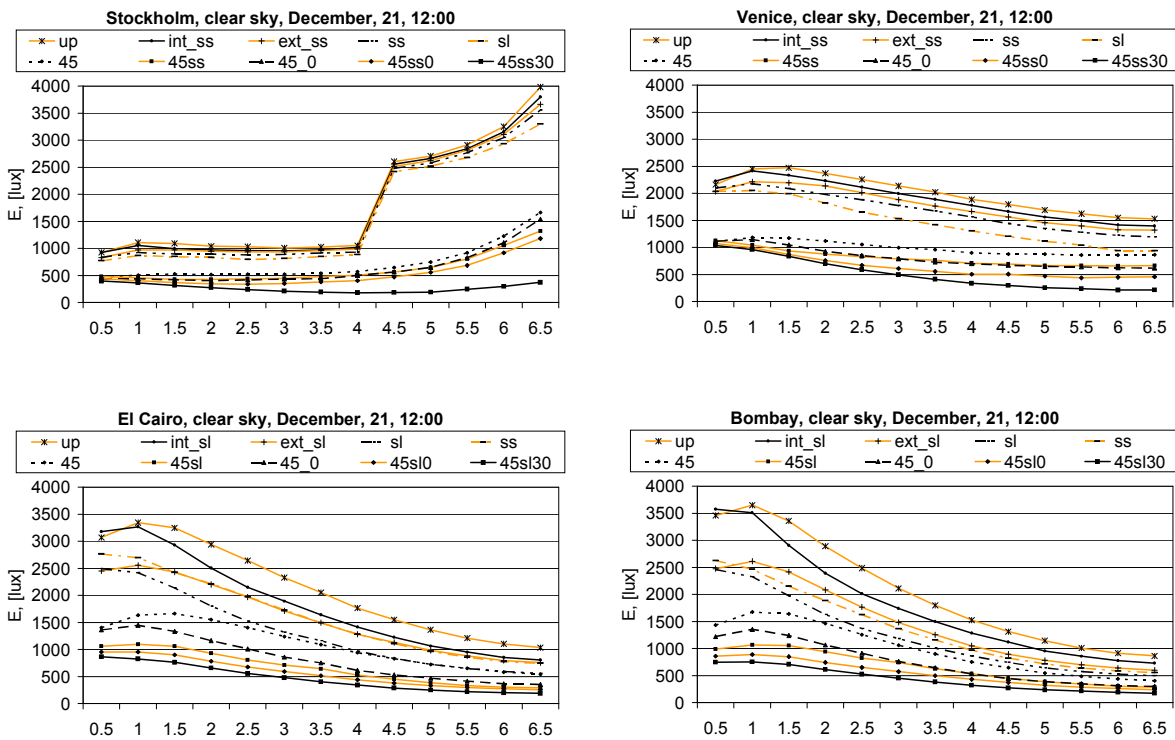 Stockholm, clear sky, December, 21, 12:00
up int_ss ext_ss ss sl
45 45ss 45_0 45ss0 45ss30
4000
3500
3000
2500
2000
1500
1000
500
0
E, [lux]
0.5 1 1.5 2 2.5 3 3.5 4 4.5 5 5.5 6 6.5
Venice, clear sky, December, 21, 12:00
up int_ss ext_ss ss sl
45 45ss 45_0 45ss0 45ss30
4000
3500
3000
2500
2000
1500
1000
500
0
E, [lux]
0.5 1 1.5 2 2.5 3 3.5 4 4.5 5 5.5 6 6.5
El Cairo, clear sky, December, 21, 12:00
up int_sl ext_sl sl ss
45 45sl 45_0 45sl0 45sl30
4000
3500
3000
2500
2000
1500
1000
500
0
E, [lux]
0.5 1 1.5 2 2.5 3 3.5 4 4.5 5 5.5 6 6.5
Bombay, clear sky, December, 21, 12:00
up int_sl ext_sl sl ss
45 45sl 45_0 45sl0 45sl30
4000
3500
3000
2500
2000
1500
1000
500
0
E, [lux]
0.5 1 1.5 2 2.5 3 3.5 4 4.5 5 5.5 6 6.5